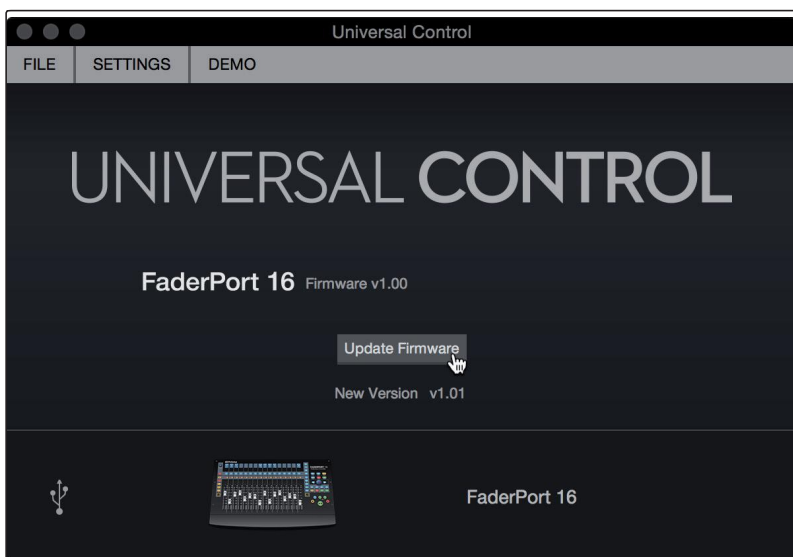 Universal Control
FILE SETTINGS DEMO
UNIVERSAL CONTROL
FaderPort 16 Firmware v1.00
Update Firmware
New Version v1.01
FaderPort 16